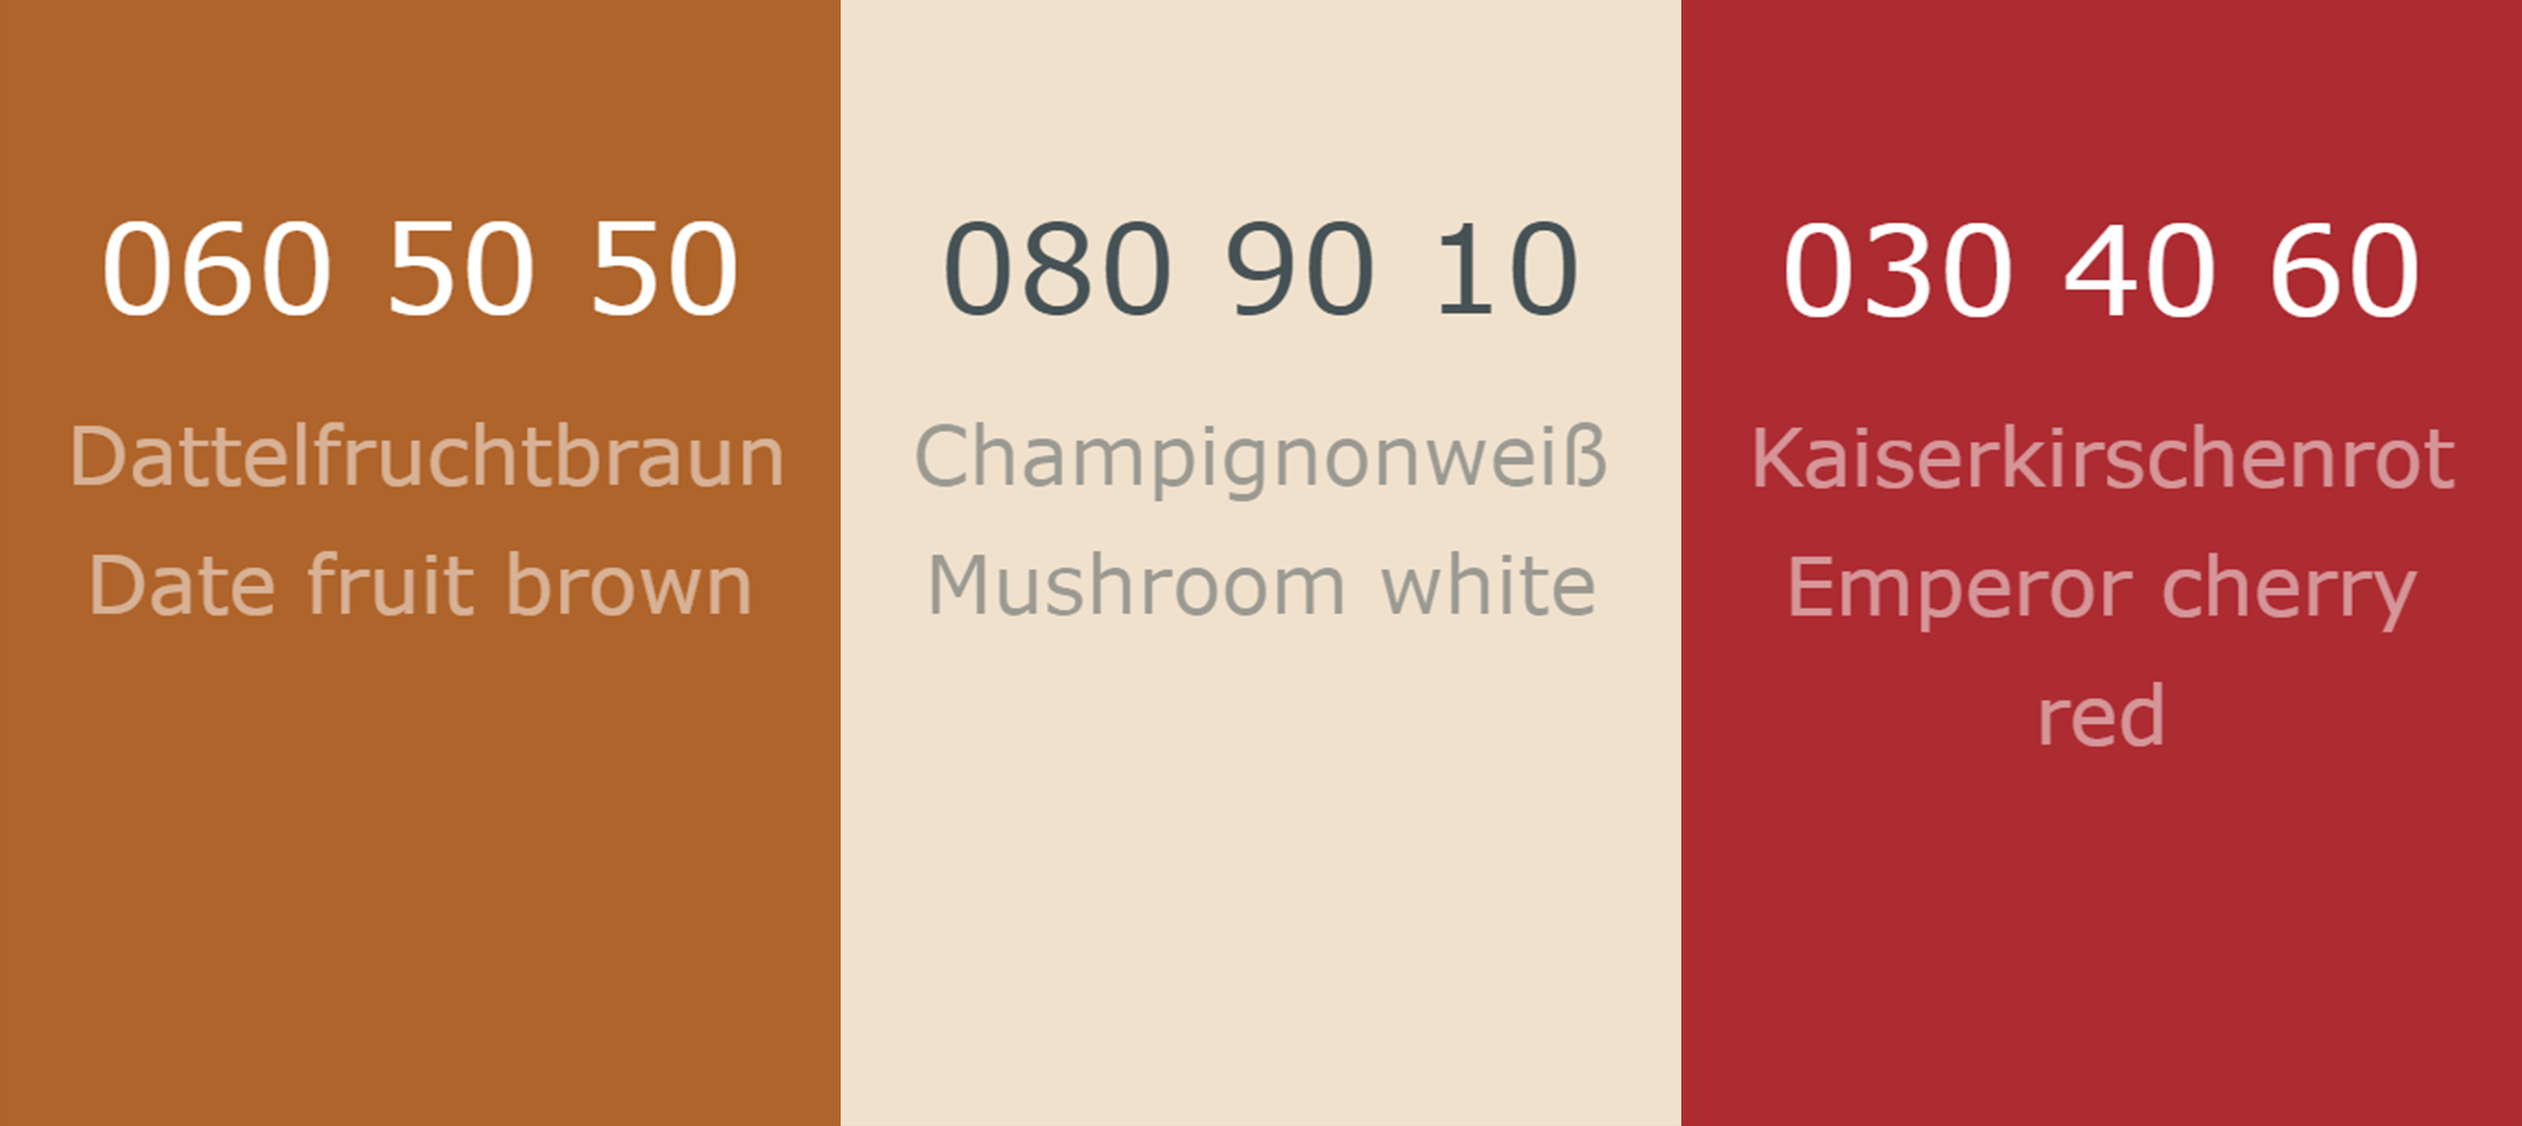 060 50 50
Dattelfruchtbraun
Date fruit brown
080 90 10
Champignonweiß
Mushroom white
030 40 60
Kaiserkirschenrot
Emperor cherry
red